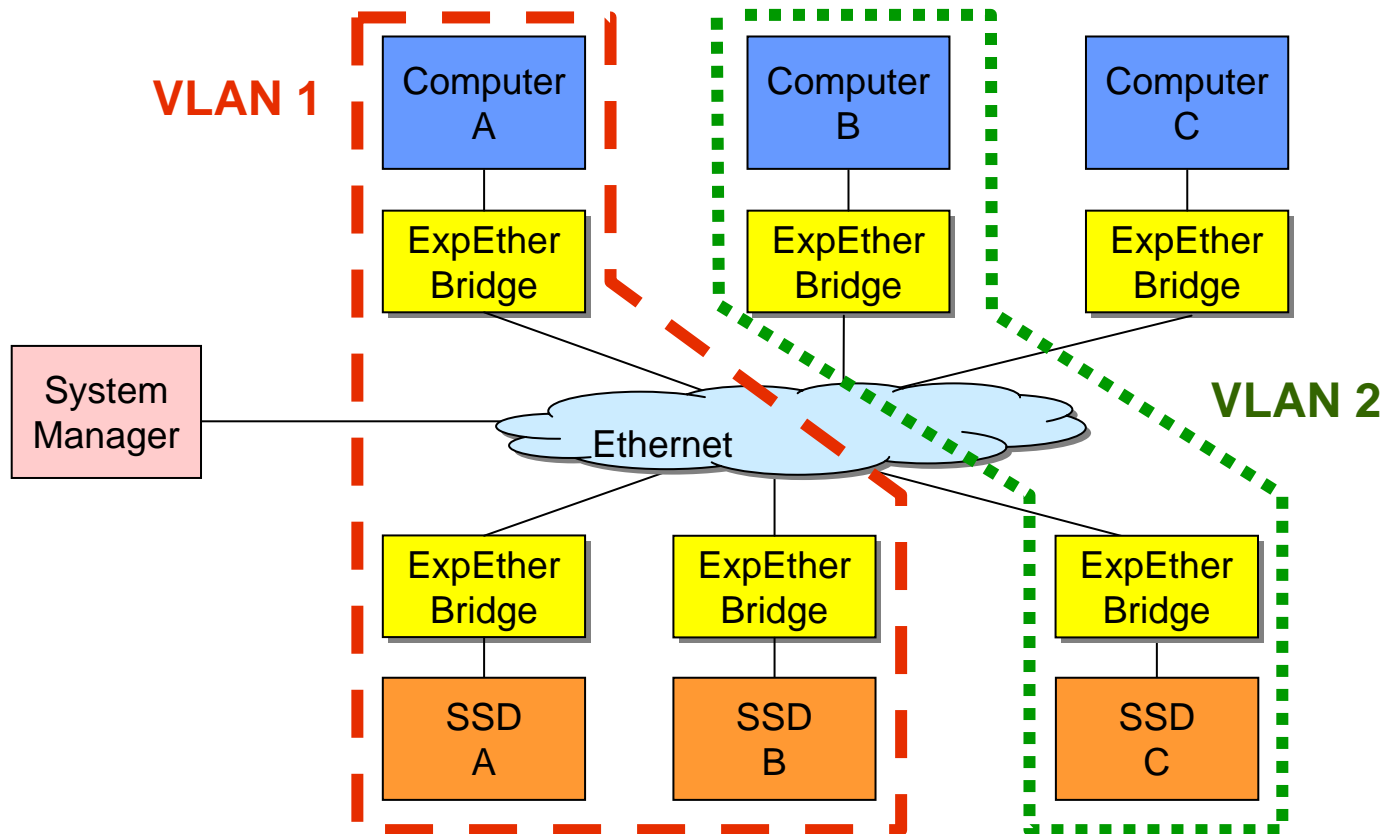 VLAN 1
Computer
A
Computer
B
Computer
C
ExpEther
Bridge
ExpEther
Bridge
ExpEther
Bridge
System
Manager
Ethernet
VLAN 2
ExpEther
Bridge
ExpEther
Bridge
ExpEther
Bridge
SSD
A
SSD
B
SSD
C